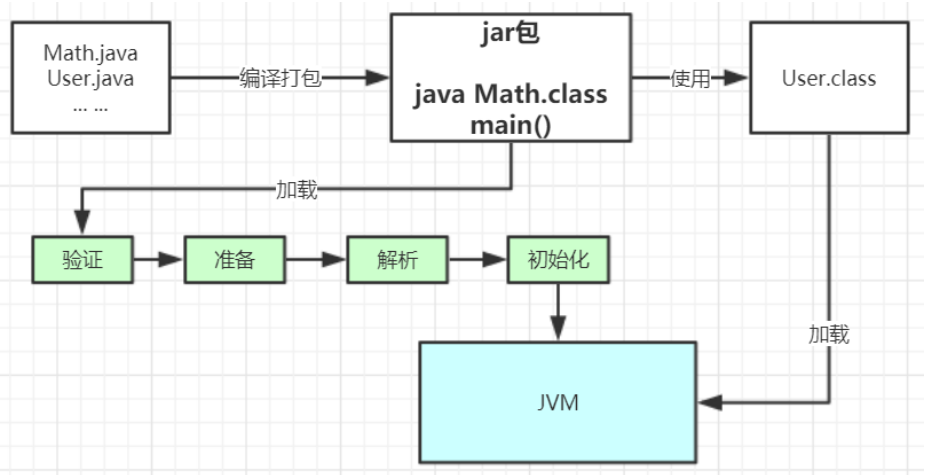 Math.java
User.java
... ...
编译打包
jar包
java Math.class
main()
使用
User.class
加载
验证
准备
解析
初始化
加载
JVM